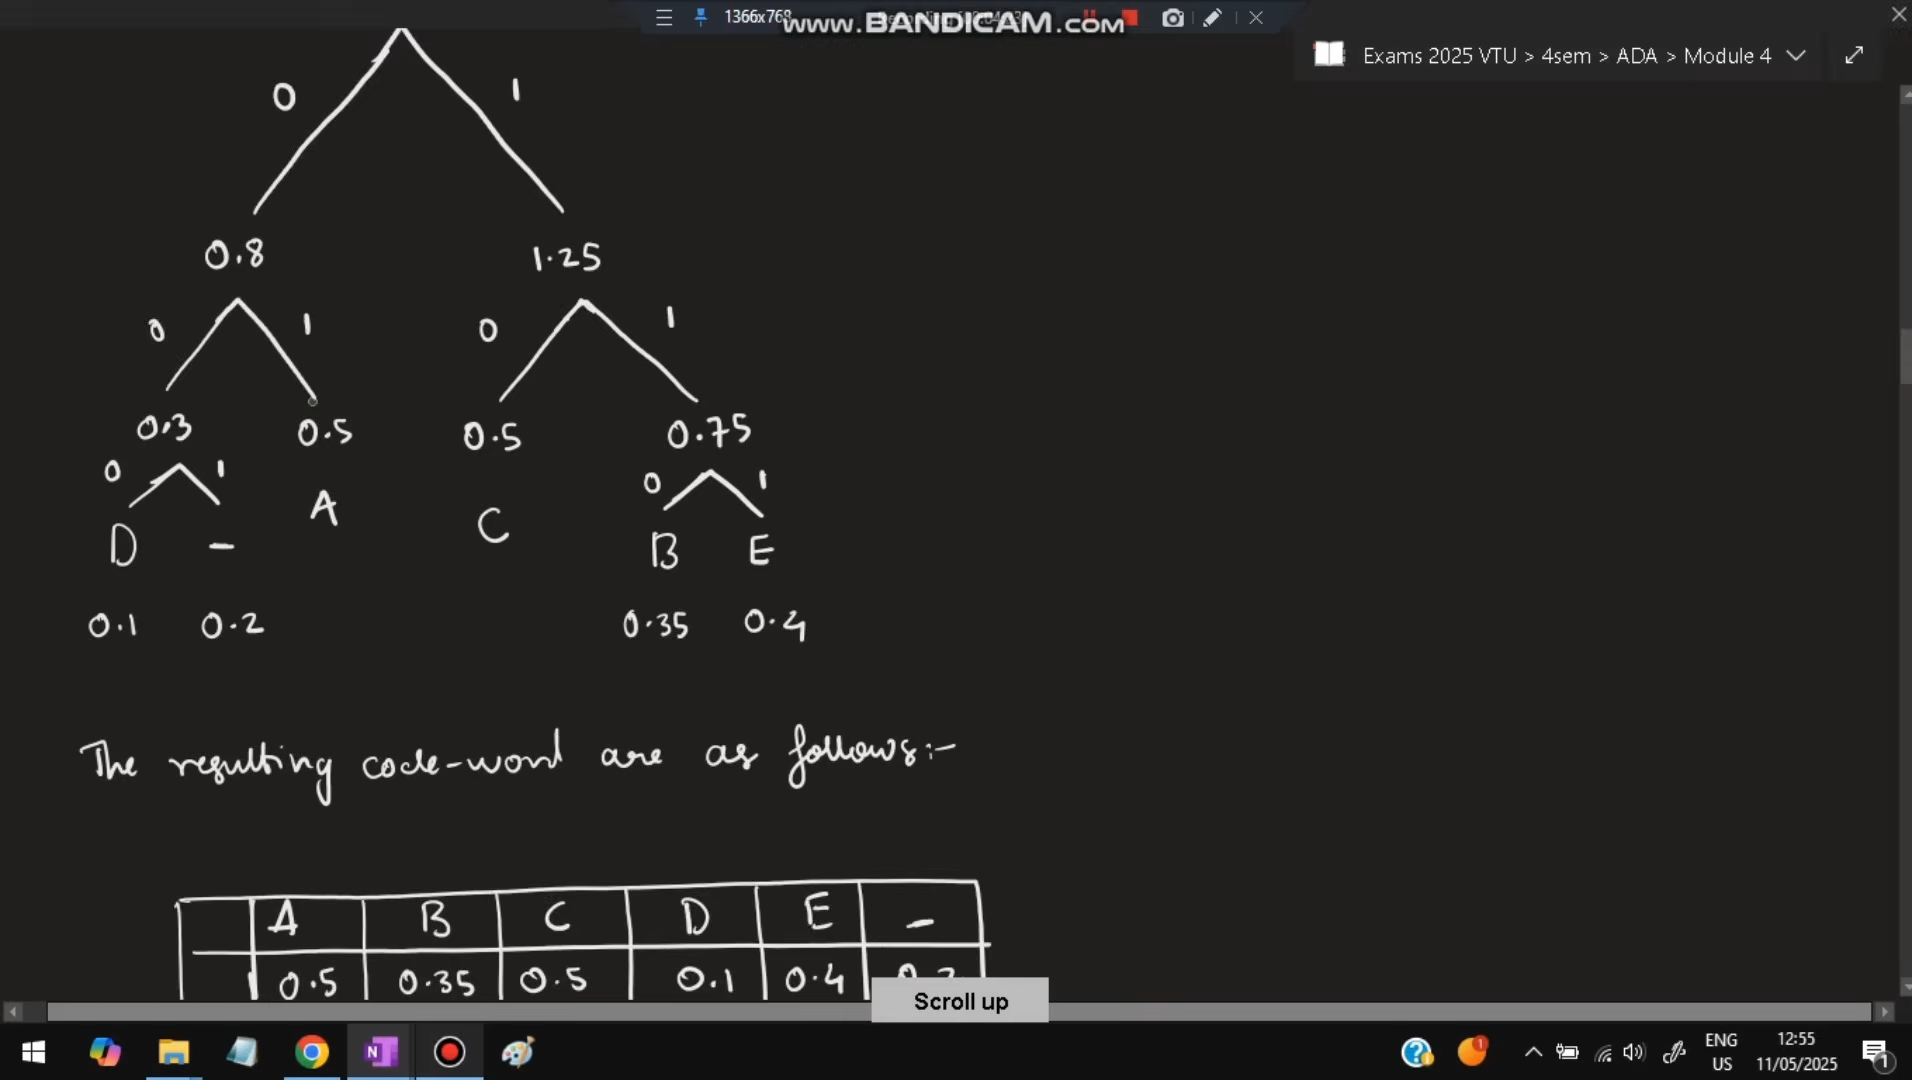 1366x768
www.BANDICAM.com
Exams 2025 VTU > 4sem > ADA > Module 4
0 1
0.8 1.25
0 1 0 1
0.3 0.5 0.5 0.75
0 1 0 1
D - A C B E
0.1 0.2 0.35 0.4
The resulting code-word are as follows:-
A B C D E -
0.5 0.35 0.5 0.1 0.4
Scroll up
N
1
ENG
US
12:55
11/05/2025
1